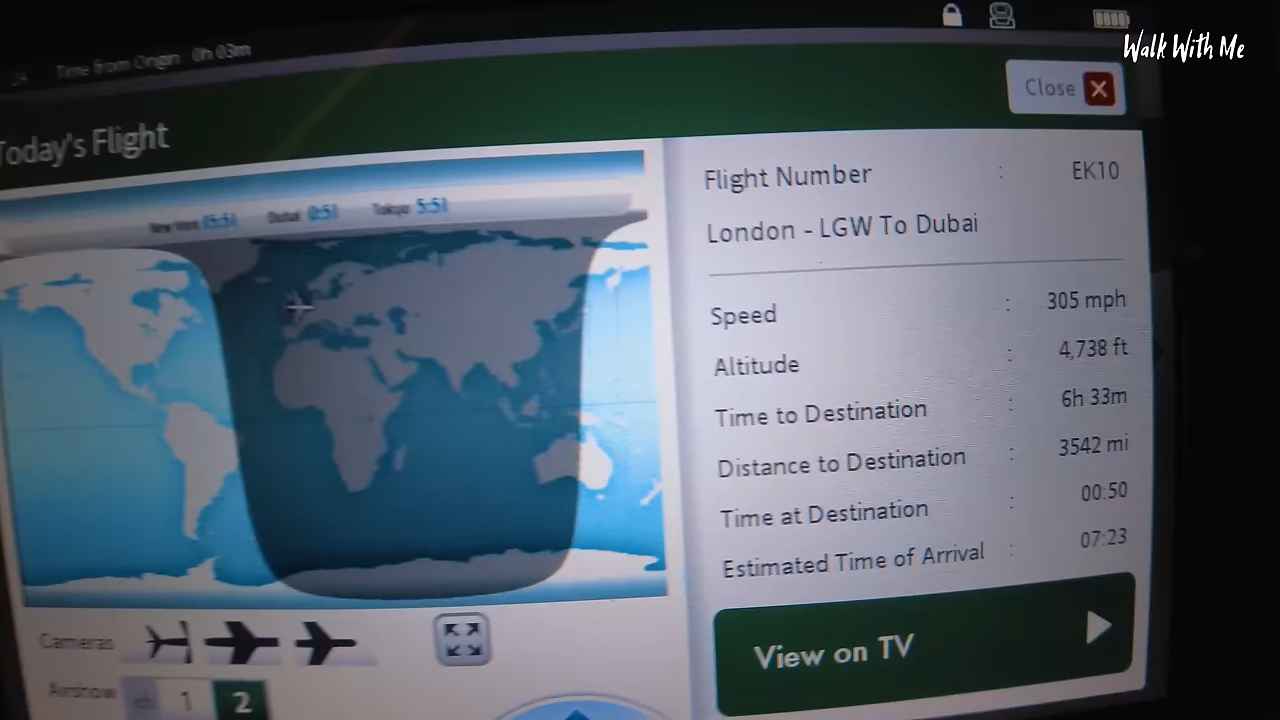 Walk With Me
Time from Origin 0h 03m
Close
Today's Flight
New York 15:51 Dubai 0:51 Tokyo 5:51
Flight Number : EK10
London - LGW To Dubai
Speed : 305 mph
Altitude : 4,738 ft
Time to Destination : 6h 33m
Distance to Destination : 3542 mi
Time at Destination : 00:50
Estimated Time of Arrival : 07:23
View on TV
Cameras
Airshow ch 1 2